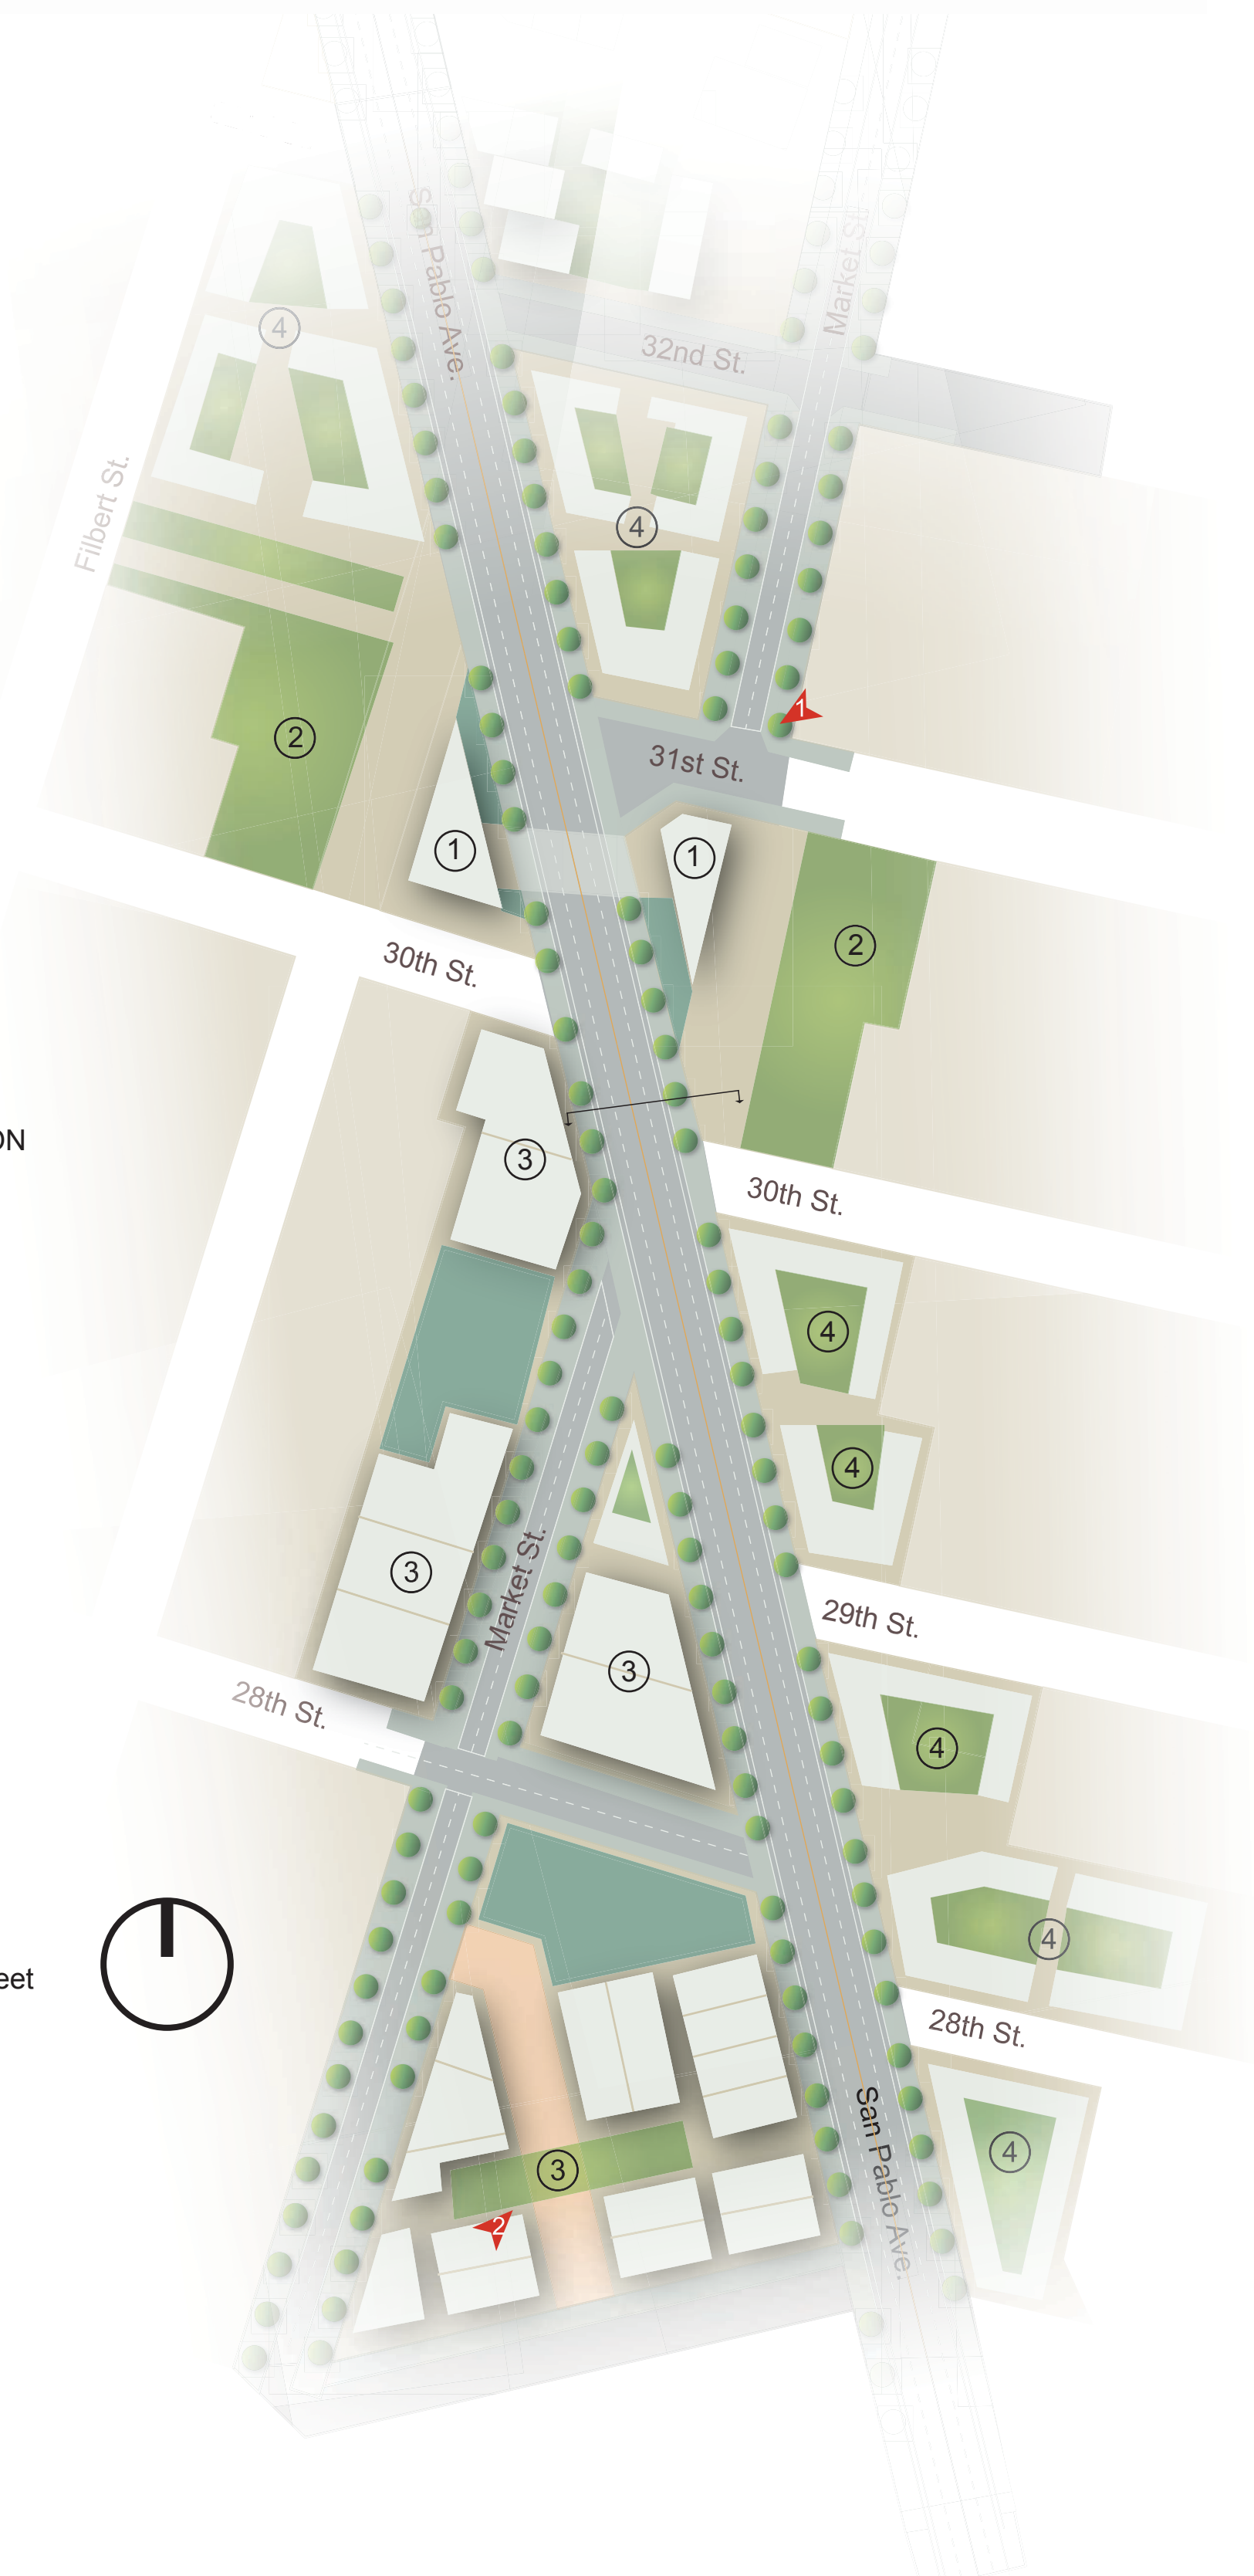 San Pablo Ave.
Market St.
32nd St.
4
Filbert St.
4
1
31st St.
2
1
1
2
30th St.
ON
3
30th St.
4
4
Market St.
3
29th St.
3
28th St.
4
4
eet
28th St.
San Pablo Ave.
4
3
2